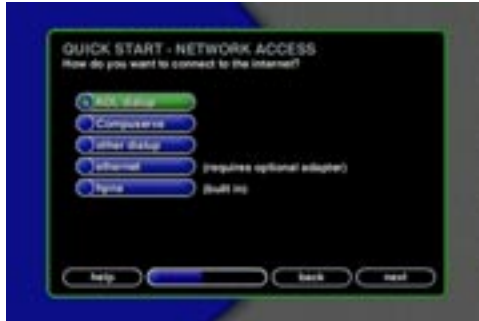 QUICK START - NETWORK ACCESS
How do you want to connect to the internet?
AOL dialup
Compuserve
other dialup
ethernet (requires optional adapter)
hpna (built in)
help back next